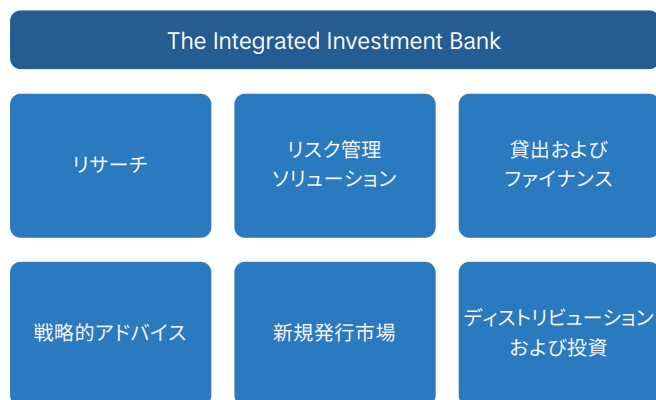 The Integrated Investment Bank
リサーチ
リスク管理
ソリューション
貸出および
ファイナンス
戦略的アドバイス
新規発行市場
ディストリビューション
および投資